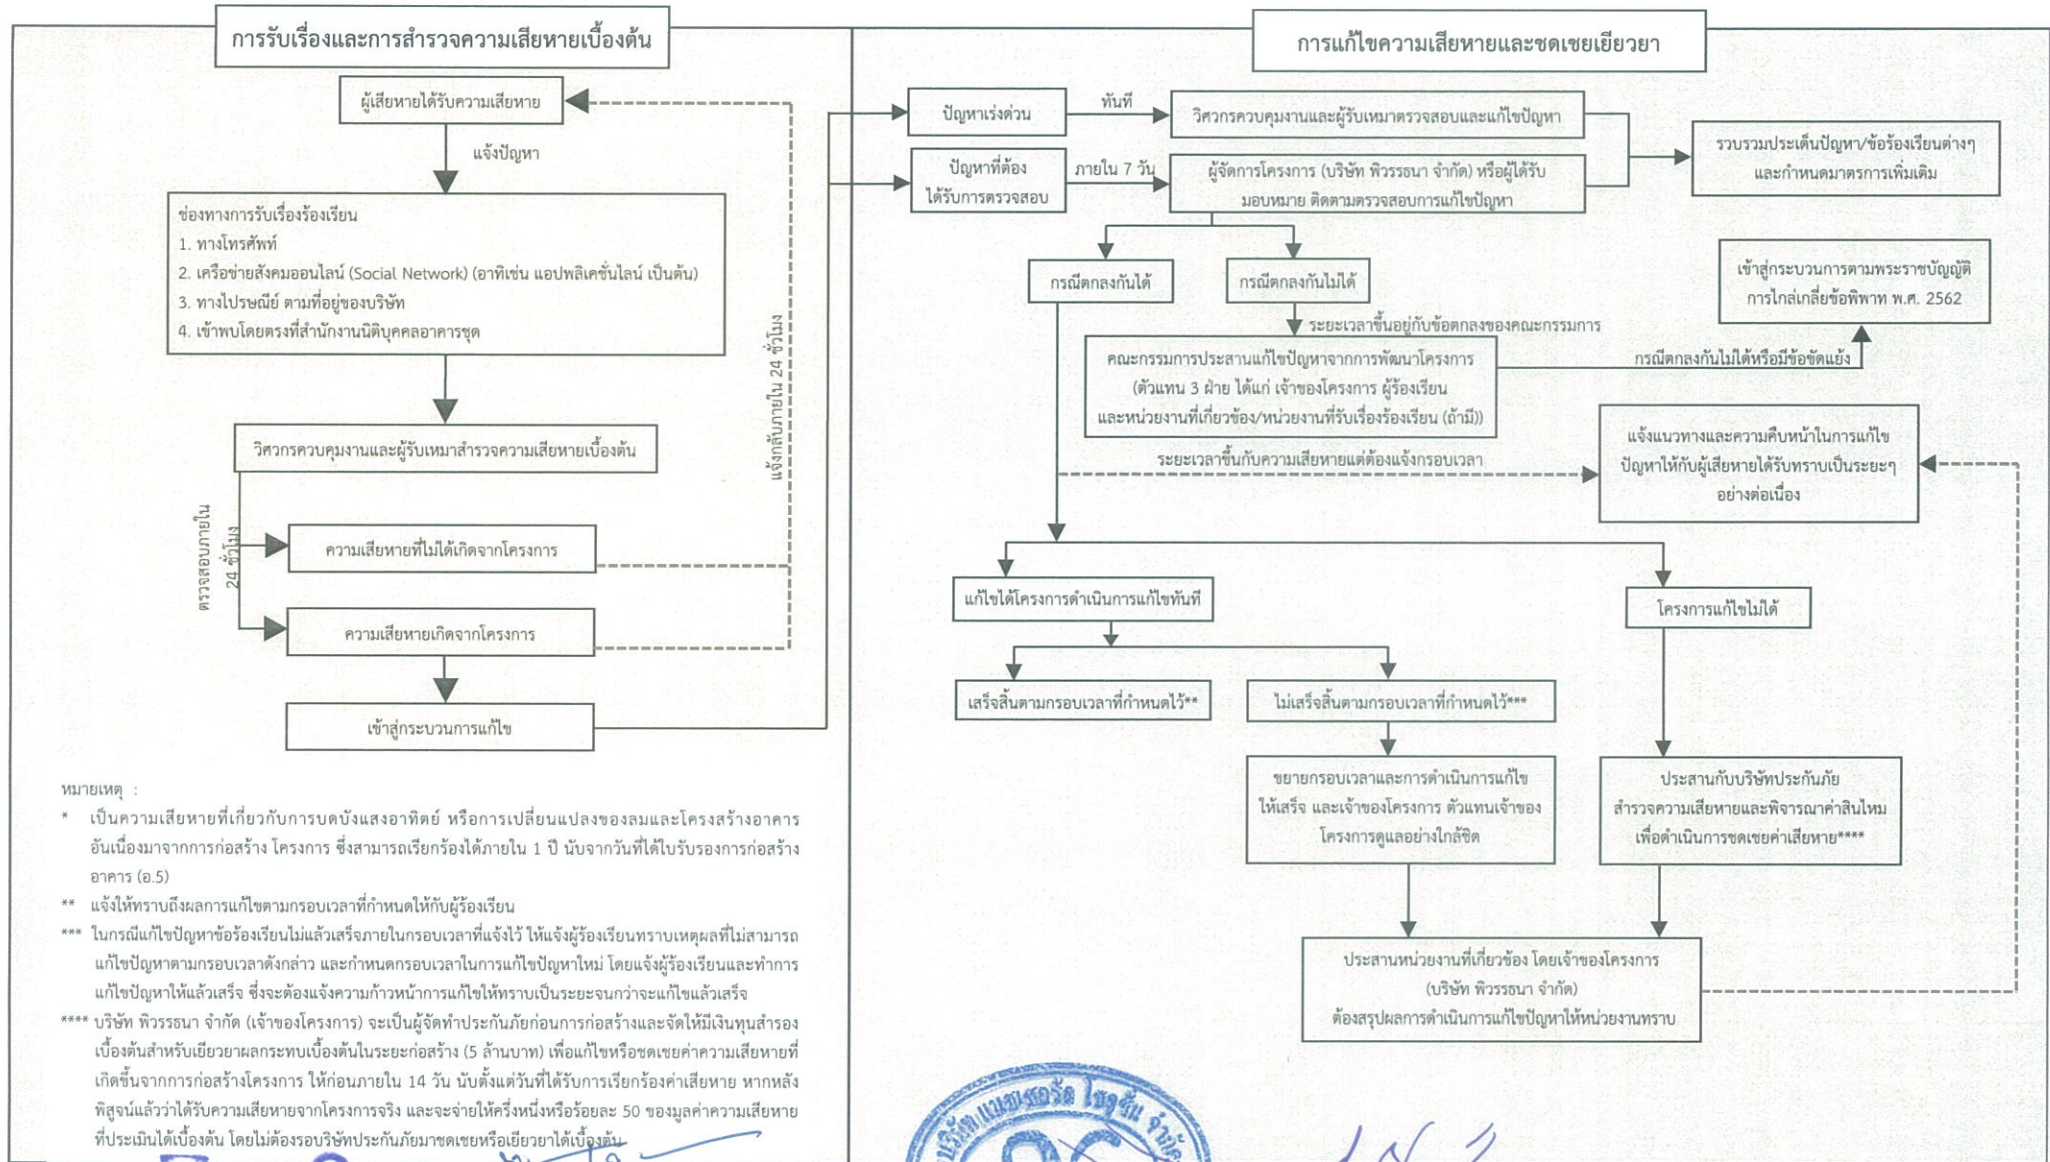 การรับเรื่องและการสำรวจความเสียหายเบื้องต้น
ผู้เสียหายได้รับความเสียหาย
แจ้งปัญหา
ช่องทางการรับเรื่องร้องเรียน
1. ทางโทรศัพท์
2. เครือข่ายสังคมออนไลน์ (Social Network) (อาทิเช่น แอปพลิเคชั่นไลน์ เป็นต้น)
3. ทางไปรษณีย์ ตามที่อยู่ของบริษัท
4. เข้าพบโดยตรงที่สำนักงานนิติบุคคลอาคารชุด
แจ้งกลับภายใน 24 ชั่วโมง
วิศวกรควบคุมงานและผู้รับเหมาสำรวจความเสียหายเบื้องต้น
ตรวจสอบภายใน
24 ชั่วโมง
ความเสียหายที่ไม่ได้เกิดจากโครงการ
ความเสียหายเกิดจากโครงการ
เข้าสู่กระบวนการแก้ไข
หมายเหตุ :
* เป็นความเสียหายที่เกี่ยวกับการบดบังแสงอาทิตย์ หรือการเปลี่ยนแปลงของลมและโครงสร้างอาคาร
อันเนื่องมาจากการก่อสร้าง โครงการ ซึ่งสามารถเรียกร้องได้ภายใน 1 ปี นับจากวันที่ได้ใบรับรองการก่อสร้าง
อาคาร (อ.5)
** แจ้งให้ทราบถึงผลการแก้ไขตามกรอบเวลาที่กำหนดให้กับผู้ร้องเรียน
*** ในกรณีแก้ไขปัญหาข้อร้องเรียนไม่แล้วเสร็จภายในกรอบเวลาที่แจ้งไว้ ให้แจ้งผู้ร้องเรียนทราบเหตุผลที่ไม่สามารถ
แก้ไขปัญหาตามกรอบเวลาดังกล่าว และกำหนดกรอบเวลาในการแก้ไขปัญหาใหม่ โดยแจ้งผู้ร้องเรียนและทำการ
แก้ไขปัญหาให้แล้วเสร็จ ซึ่งจะต้องแจ้งความก้าวหน้าการแก้ไขให้ทราบเป็นระยะจนกว่าจะแก้ไขแล้วเสร็จ
**** บริษัท พิวรรธนา จำกัด (เจ้าของโครงการ) จะเป็นผู้จัดทำประกันภัยก่อนการก่อสร้างและจัดให้มีเงินทุนสำรอง
เบื้องต้นสำหรับเยียวยาผลกระทบเบื้องต้นในระยะก่อสร้าง (5 ล้านบาท) เพื่อแก้ไขหรือชดเชยค่าความเสียหายที่
เกิดขึ้นจากการก่อสร้างโครงการ ให้ก่อนภายใน 14 วัน นับตั้งแต่วันที่ได้รับการเรียกร้องค่าเสียหาย หากหลัง
พิสูจน์แล้วว่าได้รับความเสียหายจากโครงการจริง และจะจ่ายให้ครึ่งหนึ่งหรือร้อยละ 50 ของมูลค่าความเสียหาย
ที่ประเมินได้เบื้องต้น โดยไม่ต้องรอบริษัทประกันภัยมาชดเชยหรือเยียวยาได้เบื้องต้น
การแก้ไขความเสียหายและชดเชยเยียวยา
ปัญหาเร่งด่วน
ทันที
วิศวกรควบคุมงานและผู้รับเหมาตรวจสอบและแก้ไขปัญหา
ปัญหาที่ต้อง
ได้รับการตรวจสอบ
ภายใน 7 วัน
ผู้จัดการโครงการ (บริษัท พิวรรธนา จำกัด) หรือผู้ได้รับ
มอบหมาย ติดตามตรวจสอบการแก้ไขปัญหา
รวบรวมประเด็นปัญหา/ข้อร้องเรียนต่างๆ
และกำหนดมาตรการเพิ่มเติม
กรณีตกลงกันได้
กรณีตกลงกันไม่ได้
เข้าสู่กระบวนการตามพระราชบัญญัติ
การไกล่เกลี่ยข้อพิพาท พ.ศ. 2562
ระยะเวลาขึ้นอยู่กับข้อตกลงของคณะกรรมการ
คณะกรรมการประสานแก้ไขปัญหาจากการพัฒนาโครงการ
(ตัวแทน 3 ฝ่าย ได้แก่ เจ้าของโครงการ ผู้ร้องเรียน
และหน่วยงานที่เกี่ยวข้อง/หน่วยงานที่รับเรื่องร้องเรียน (ถ้ามี))
กรณีตกลงกันไม่ได้หรือมีข้อขัดแย้ง
ระยะเวลาขึ้นกับความเสียหายแต่ต้องแจ้งกรอบเวลา
แจ้งแนวทางและความคืบหน้าในการแก้ไข
ปัญหาให้กับผู้เสียหายได้รับทราบเป็นระยะๆ
อย่างต่อเนื่อง
แก้ไขได้โครงการดำเนินการแก้ไขทันที
โครงการแก้ไขไม่ได้
เสร็จสิ้นตามกรอบเวลาที่กำหนดไว้**
ไม่เสร็จสิ้นตามกรอบเวลาที่กำหนดไว้***
ขยายกรอบเวลาและการดำเนินการแก้ไข
ให้เสร็จ และเจ้าของโครงการ ตัวแทนเจ้าของ
โครงการดูแลอย่างใกล้ชิด
ประสานกับบริษัทประกันภัย
สำรวจความเสียหายและพิจารณาค่าสินไหม
เพื่อดำเนินการชดเชยค่าเสียหาย****
ประสานหน่วยงานที่เกี่ยวข้อง โดยเจ้าของโครงการ
(บริษัท พิวรรธนา จำกัด)
ต้องสรุปผลการดำเนินการแก้ไขปัญหาให้หน่วยงานทราบ